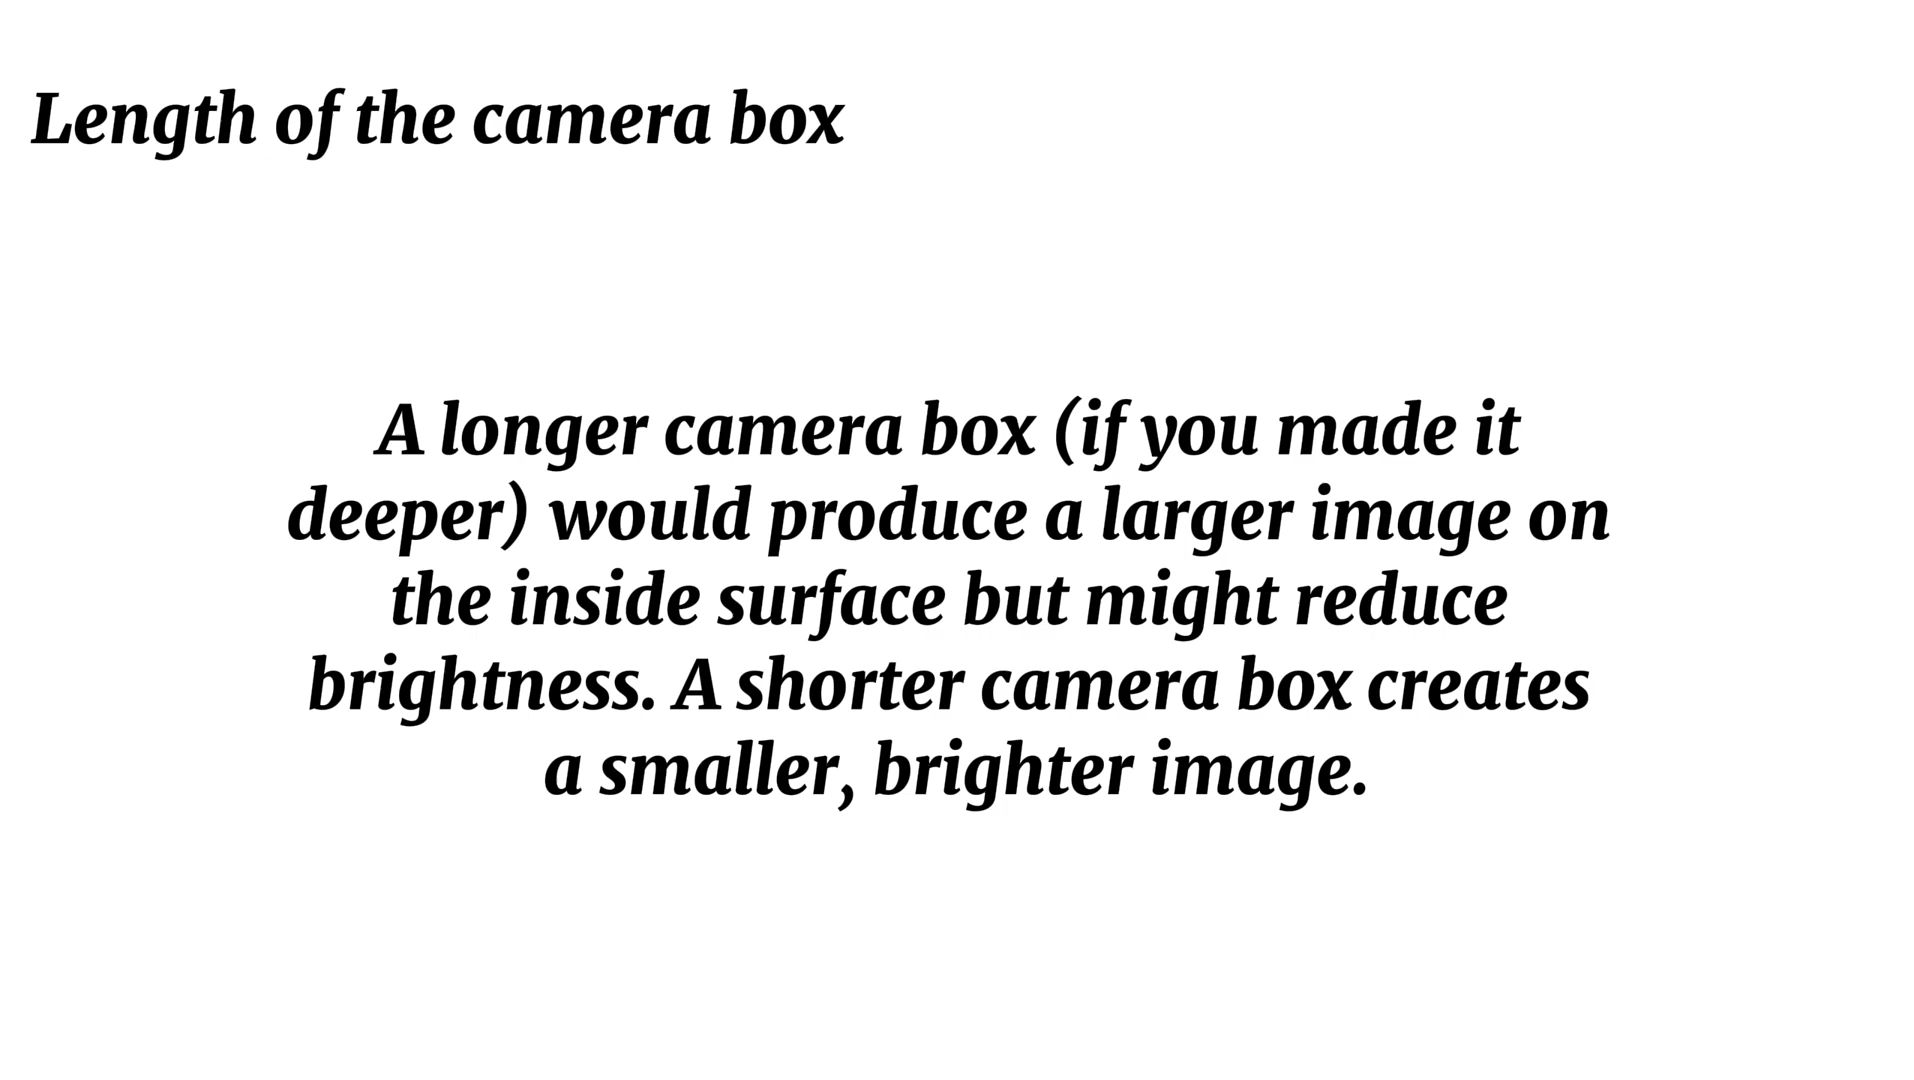 Length of the camera box
A longer camera box (if you made it
deeper) would produce a larger image on
the inside surface but might reduce
brightness. A shorter camera box creates
a smaller, brighter image.